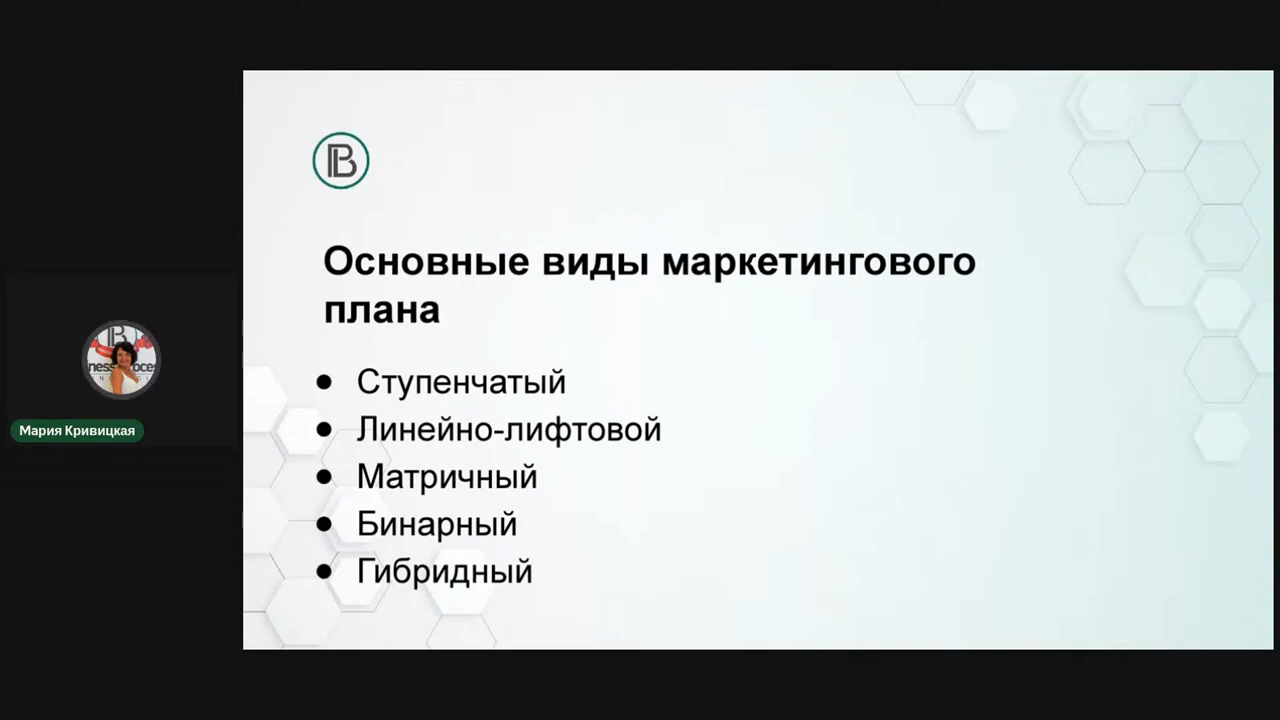 B
Основные виды маркетингового
плана
● Ступенчатый
● Линейно-лифтовой
● Матричный
● Бинарный
● Гибридный
Мария Кривицкая